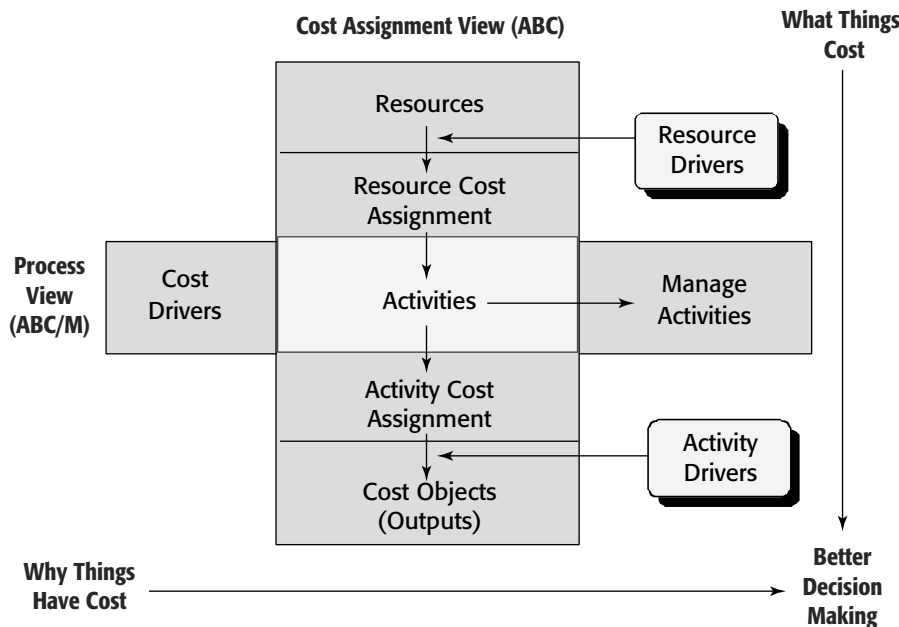 Cost Assignment View (ABC)
What Things
Cost
Resources
Resource
Drivers
Resource Cost
Assignment
Process
View
(ABC/M)
Cost
Drivers
Activities
Manage
Activities
Activity Cost
Assignment
Activity
Drivers
Cost Objects
(Outputs)
Why Things
Have Cost
Better
Decision
Making